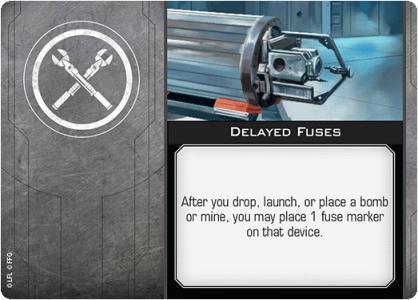 DELAYED FUSES
After you drop, launch, or place a bomb
or mine, you may place 1 fuse marker
on that device.
© LFL © FFG